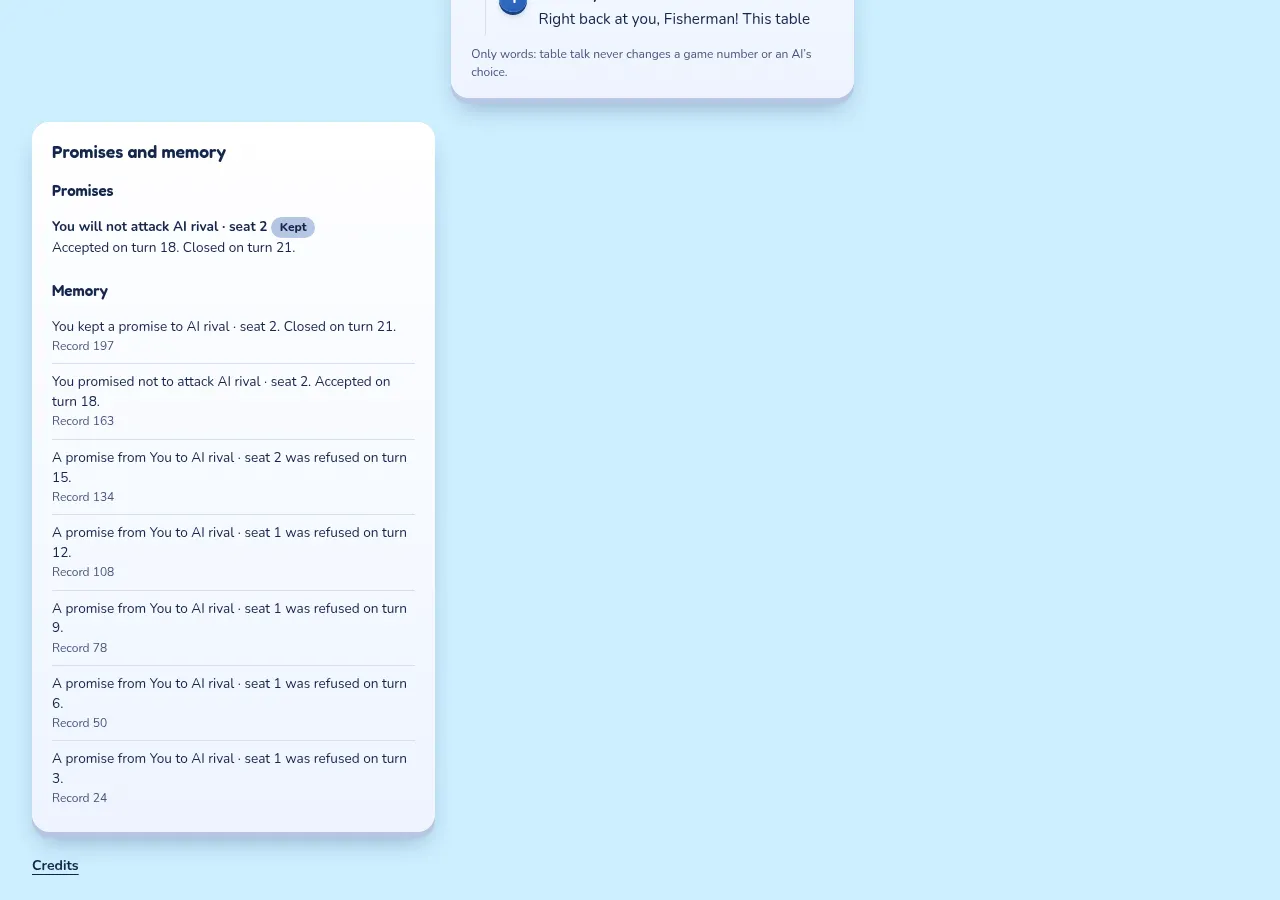 Right back at you, Fisherman! This table
Only words: table talk never changes a game number or an AI's
choice.
Promises and memory
Promises
You will not attack AI rival · seat 2 Kept
Accepted on turn 18. Closed on turn 21.
Memory
You kept a promise to AI rival · seat 2. Closed on turn 21.
Record 197
You promised not to attack AI rival · seat 2. Accepted on
turn 18.
Record 163
A promise from You to AI rival · seat 2 was refused on turn
15.
Record 134
A promise from You to AI rival · seat 1 was refused on turn
12.
Record 108
A promise from You to AI rival · seat 1 was refused on turn
9.
Record 78
A promise from You to AI rival · seat 1 was refused on turn
6.
Record 50
A promise from You to AI rival · seat 1 was refused on turn
3.
Record 24
Credits